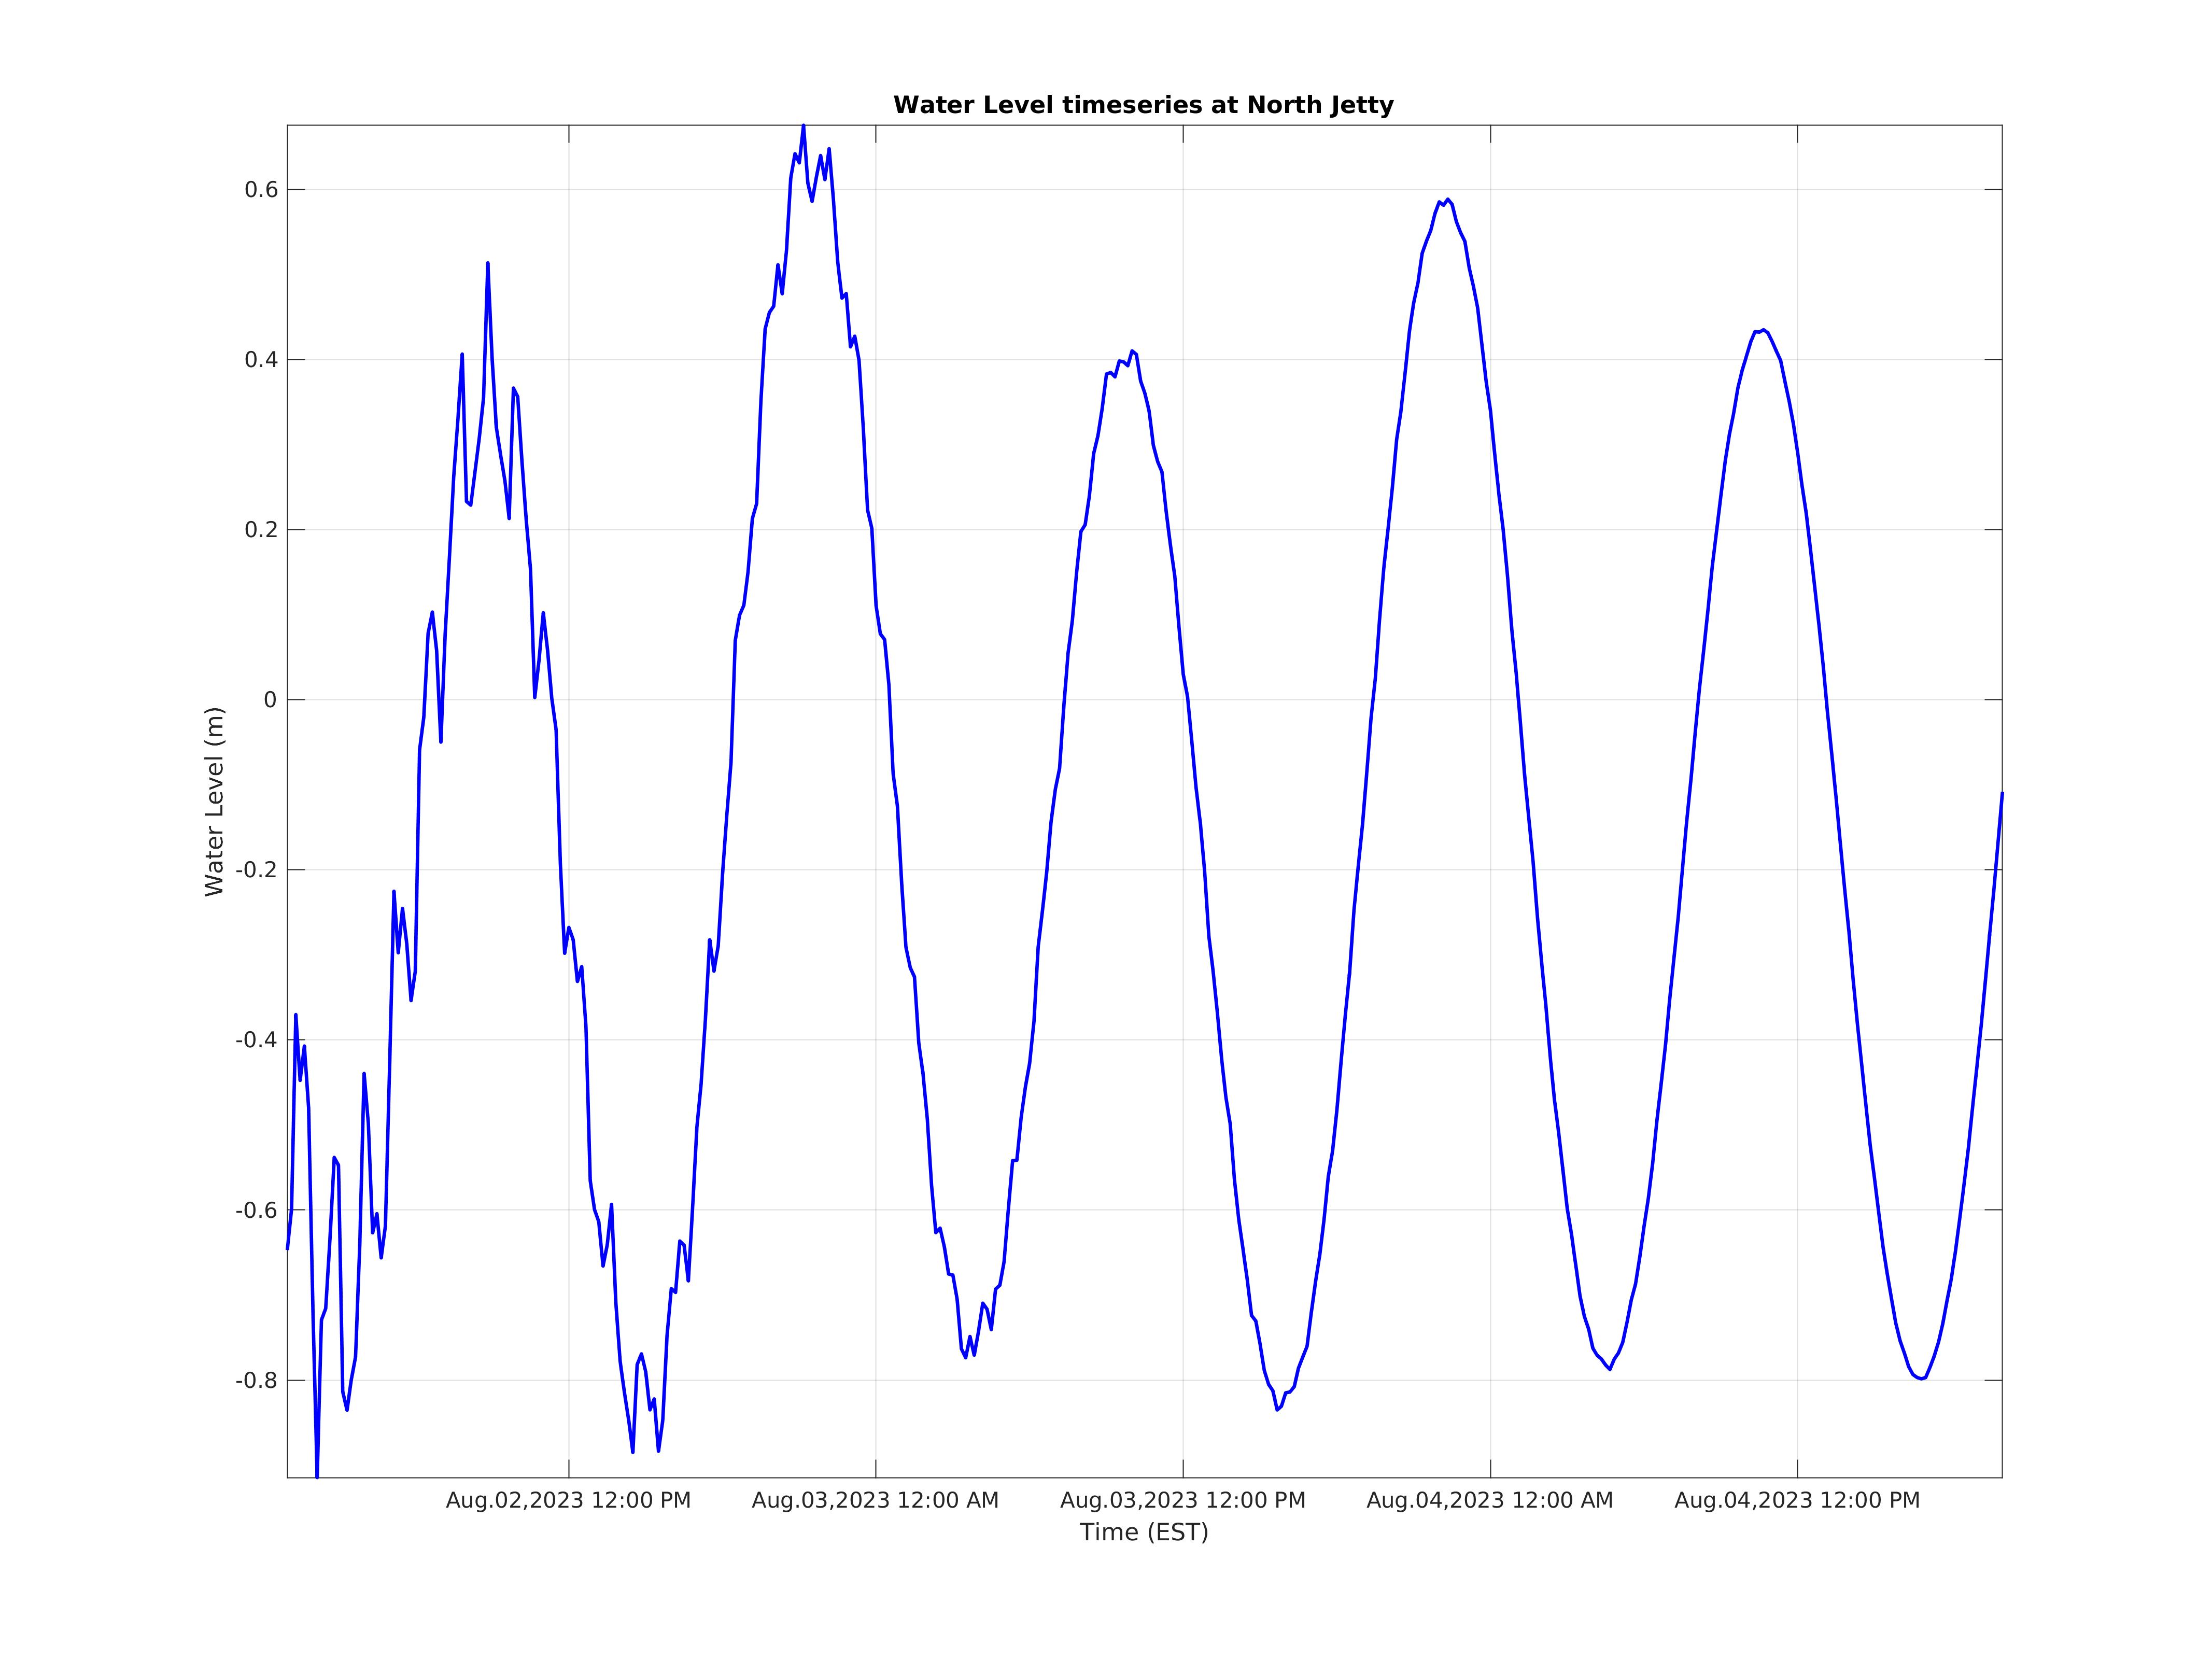 Water Level timeseries at North Jetty
0.6
0.4
0.2
0
-0.2
-0.4
-0.6
-0.8
Water Level (m)
Aug.02,2023 12:00 PM
Aug.03,2023 12:00 AM
Aug.03,2023 12:00 PM
Aug.04,2023 12:00 AM
Aug.04,2023 12:00 PM
Time (EST)